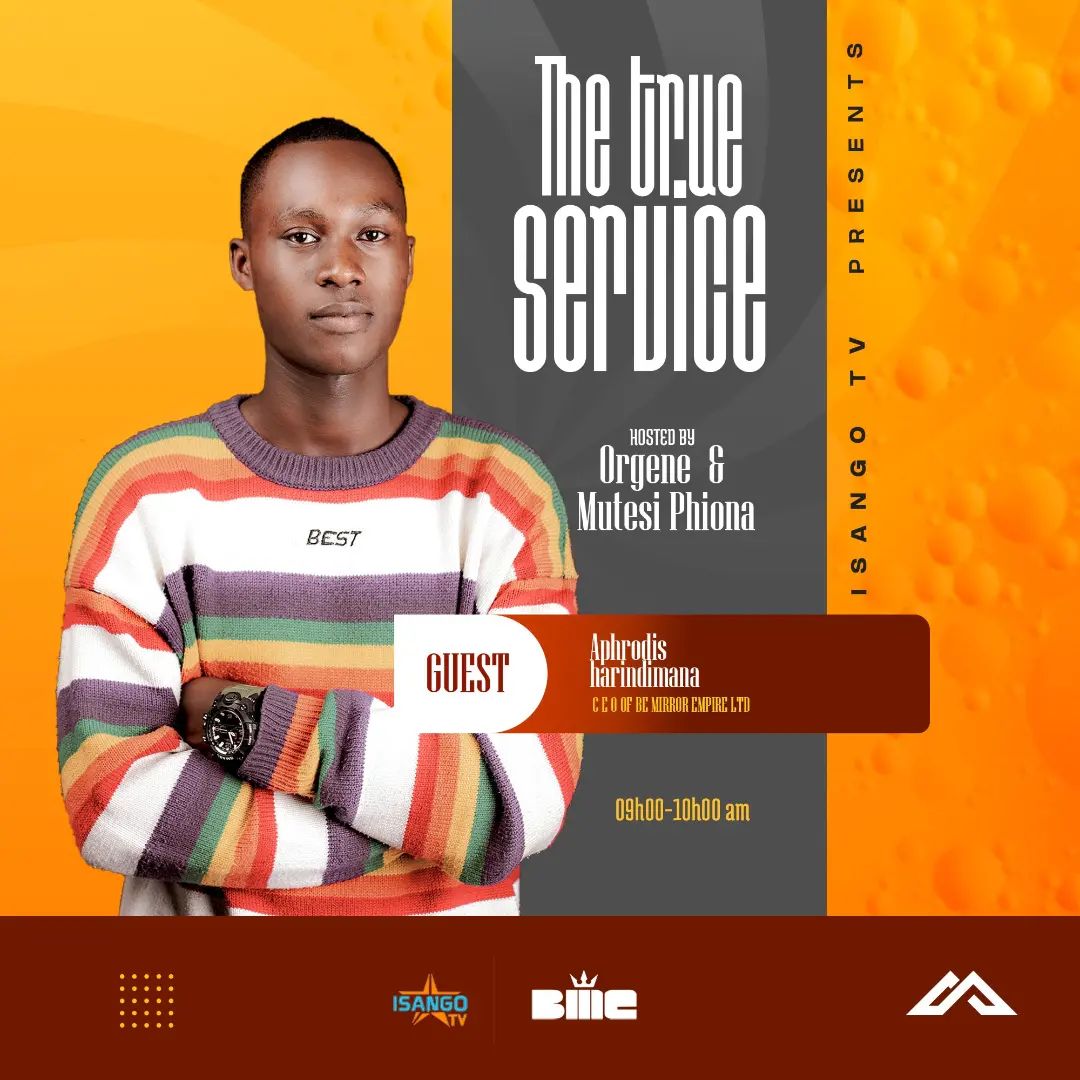 The true
service
HOSTED BY
Orgene &
Mutesi Phiona
ISANGO TV PRESENTS
BEST
GUEST
Aphrodis
harindimana
C E O OF BE MIRROR EMPIRE LTD
09h00-10h00 am
ISANGO
TV
BME